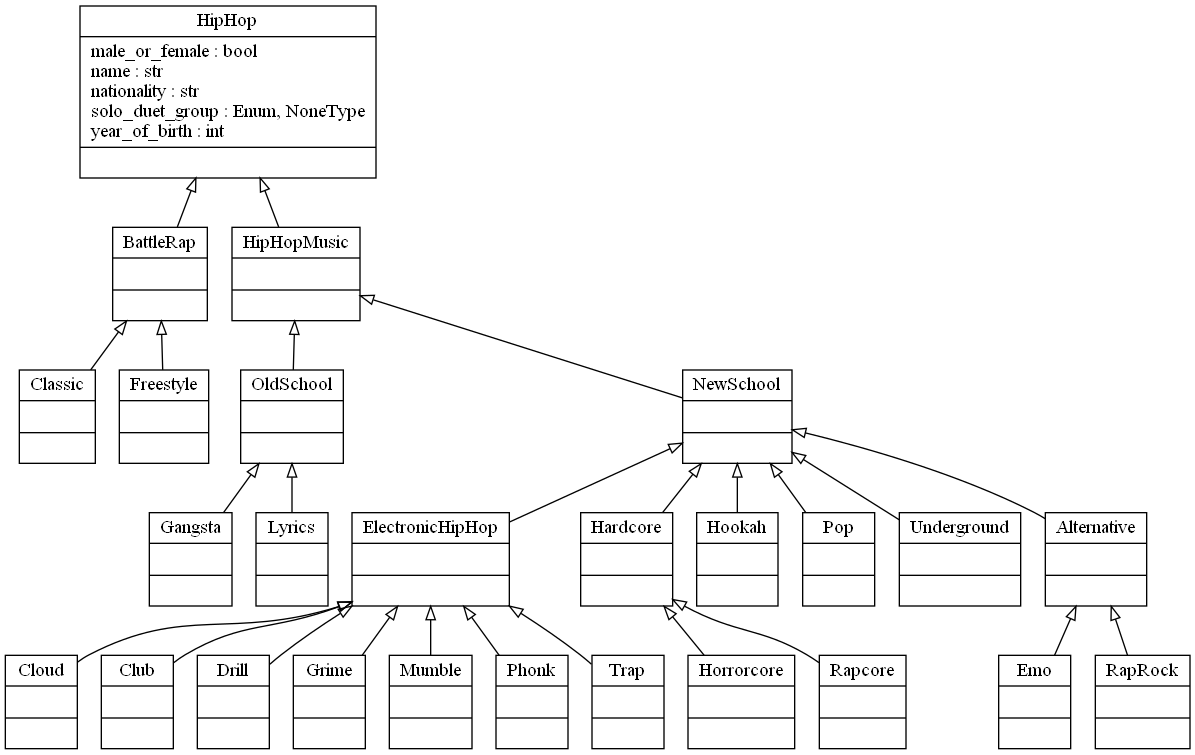 HipHop
male_or_female : bool
name : str
nationality : str
solo_duet_group : Enum, NoneType
year_of_birth : int
BattleRap
HipHopMusic
Classic
Freestyle
OldSchool
NewSchool
Gangsta
Lyrics
ElectronicHipHop
Hardcore
Hookah
Pop
Underground
Alternative
Cloud
Club
Drill
Grime
Mumble
Phonk
Trap
Horrorcore
Rapcore
Emo
RapRock